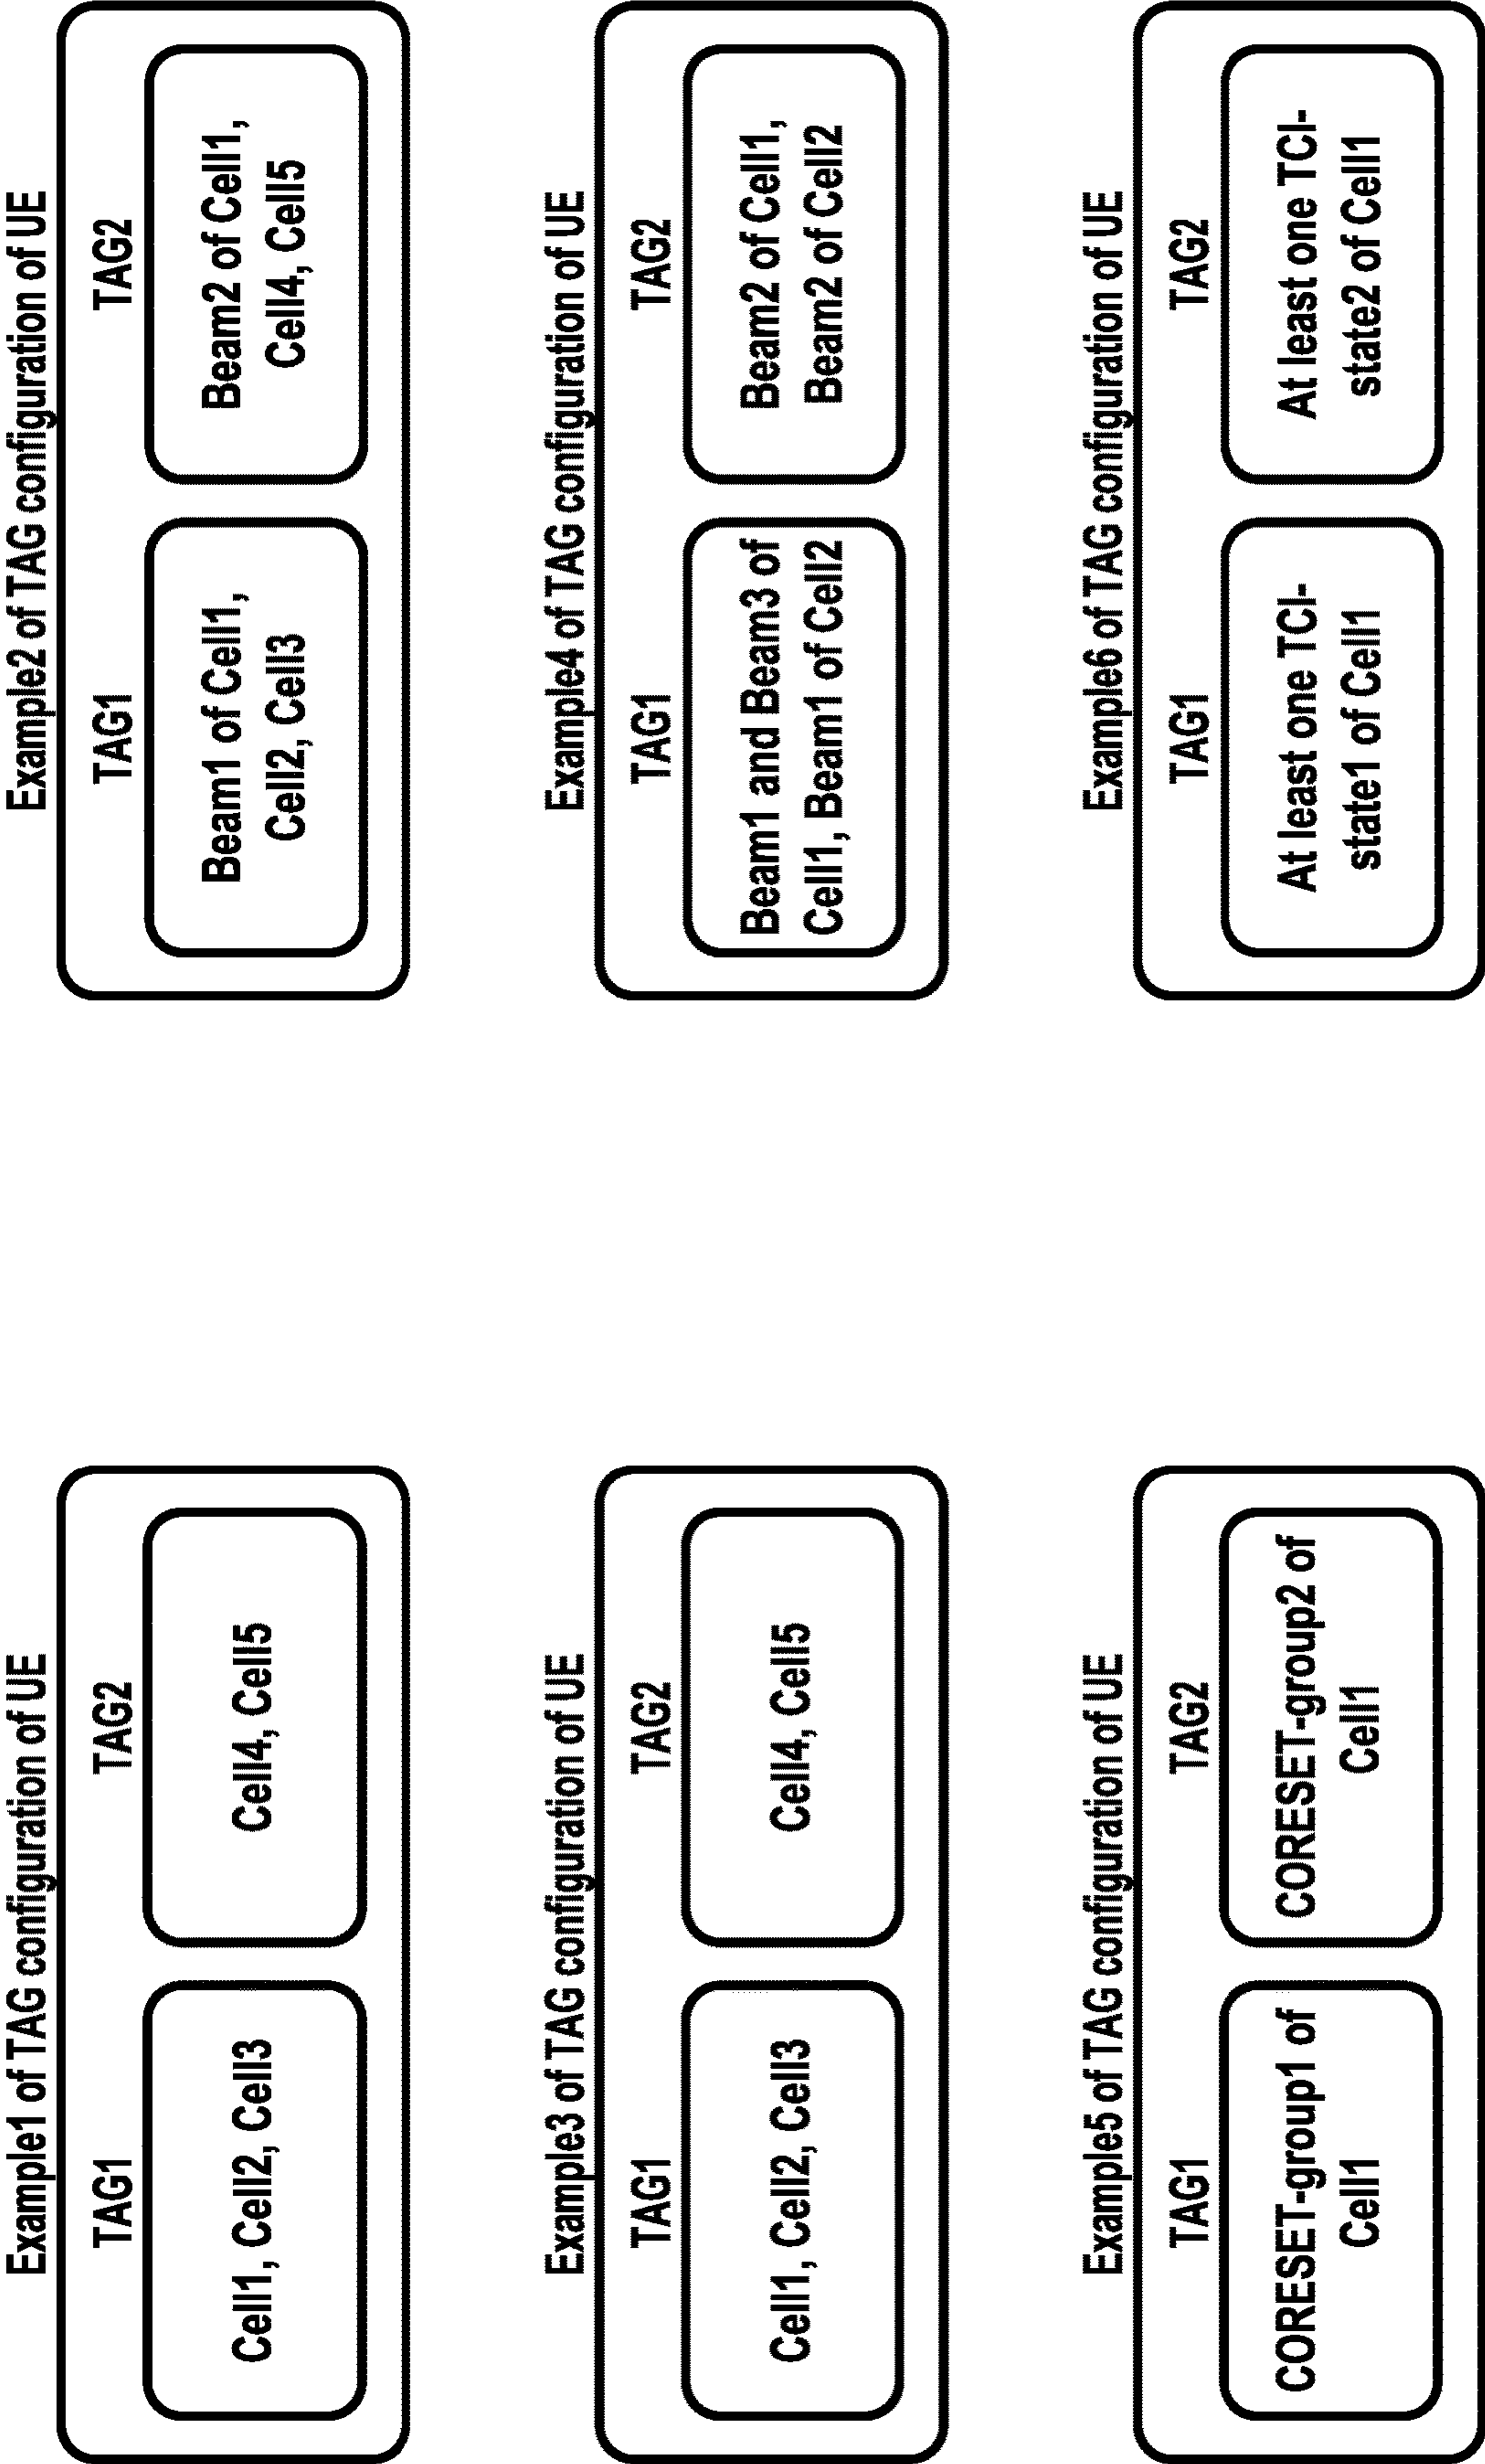 Example1 of TAG configuration of UE
TAG1
TAG2
Cell1, Cell2, Cell3
Cell4, Cell5
Example2 of TAG configuration of UE
TAG1
TAG2
Beam1 of Cell1,
Cell2, Cell3
Beam2 of Cell1,
Cell4, Cell5
Example3 of TAG configuration of UE
TAG1
TAG2
Cell1, Cell2, Cell3
Cell4, Cell5
Example4 of TAG configuration of UE
TAG1
TAG2
Beam1 and Beam3 of
Cell1, Beam1 of Cell2
Beam2 of Cell1,
Beam2 of Cell2
Example5 of TAG configuration of UE
TAG1
TAG2
CORESET-group1 of
Cell1
CORESET-group2 of
Cell1
Example6 of TAG configuration of UE
TAG1
TAG2
At least one TCI-
state1 of Cell1
At least one TCI-
state2 of Cell1